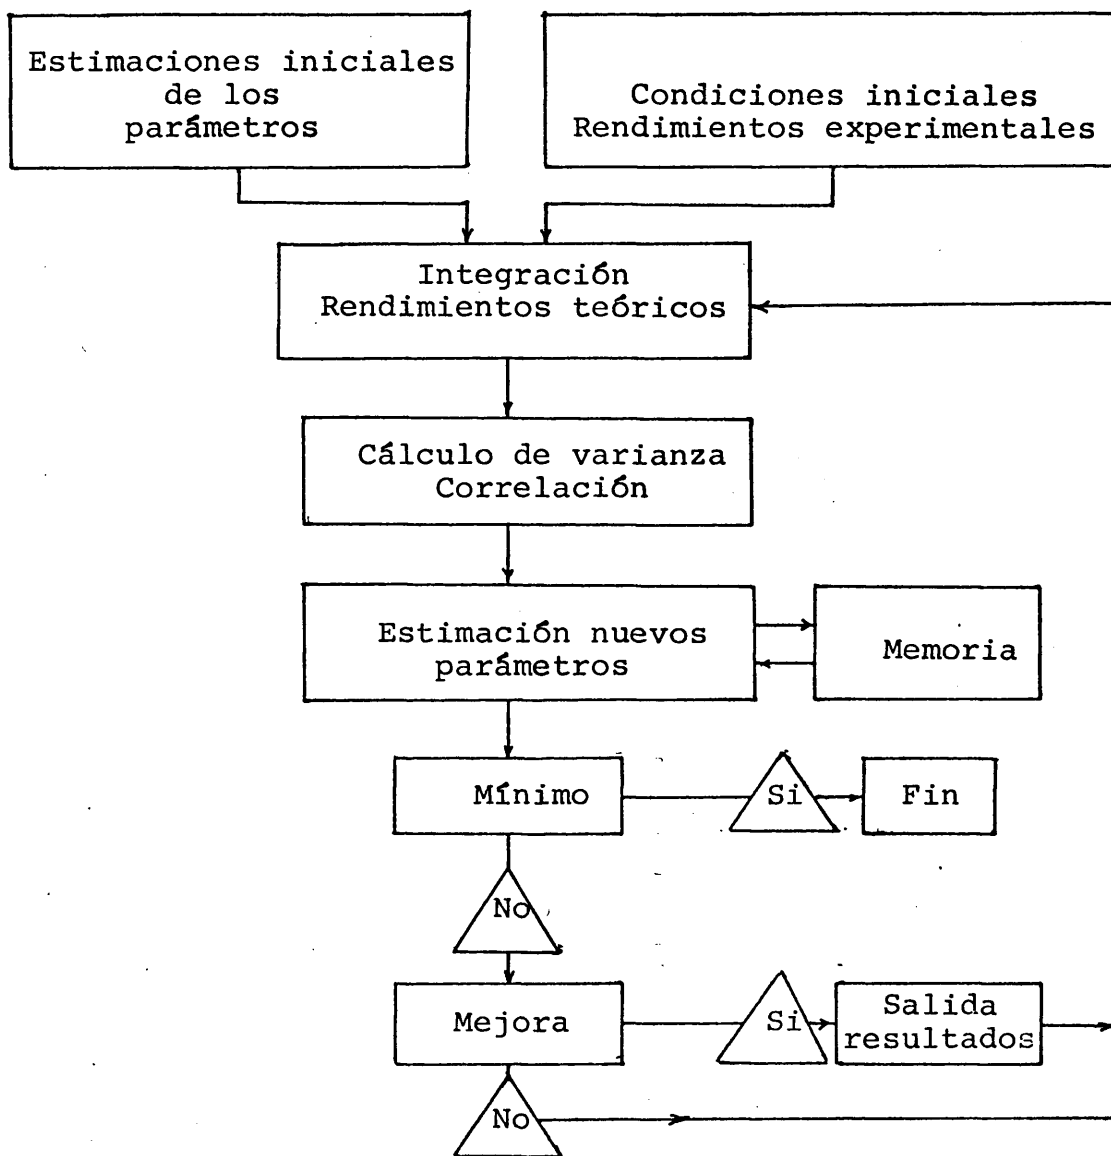 Estimaciones iniciales
de los
parámetros
Condiciones iniciales
Rendimientos experimentales
Integración
Rendimientos teóricos
Cálculo de varianza
Correlación
Estimación nuevos
parámetros
Memoria
Mínimo
Si
Fin
No
Mejora
Si
Salida
resultados
No